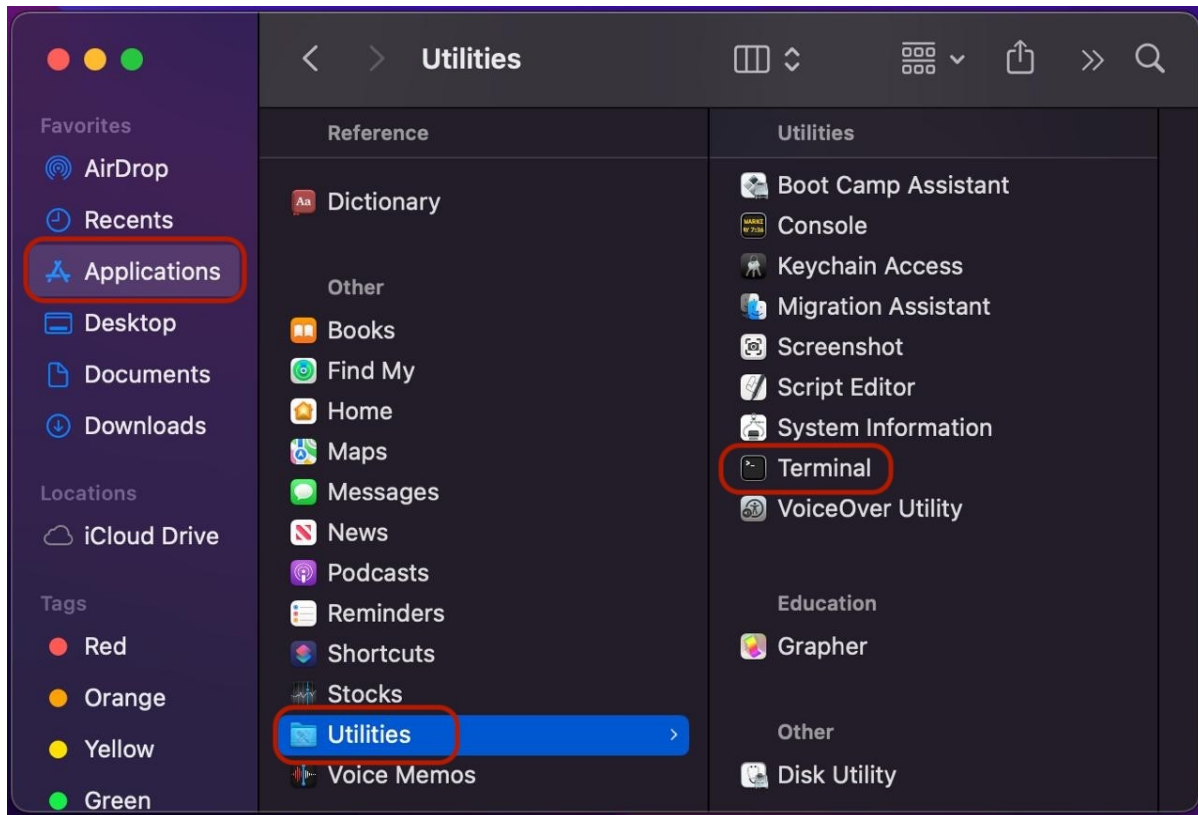 Utilities
Favorites
AirDrop
Recents
Applications
Desktop
Documents
Downloads
Locations
iCloud Drive
Tags
Red
Orange
Yellow
Green
Reference
Dictionary
Other
Books
Find My
Home
Maps
Messages
News
Podcasts
Reminders
Shortcuts
Stocks
Utilities
Voice Memos
Utilities
Boot Camp Assistant
Console
Keychain Access
Migration Assistant
Screenshot
Script Editor
System Information
Terminal
VoiceOver Utility
Education
Grapher
Other
Disk Utility